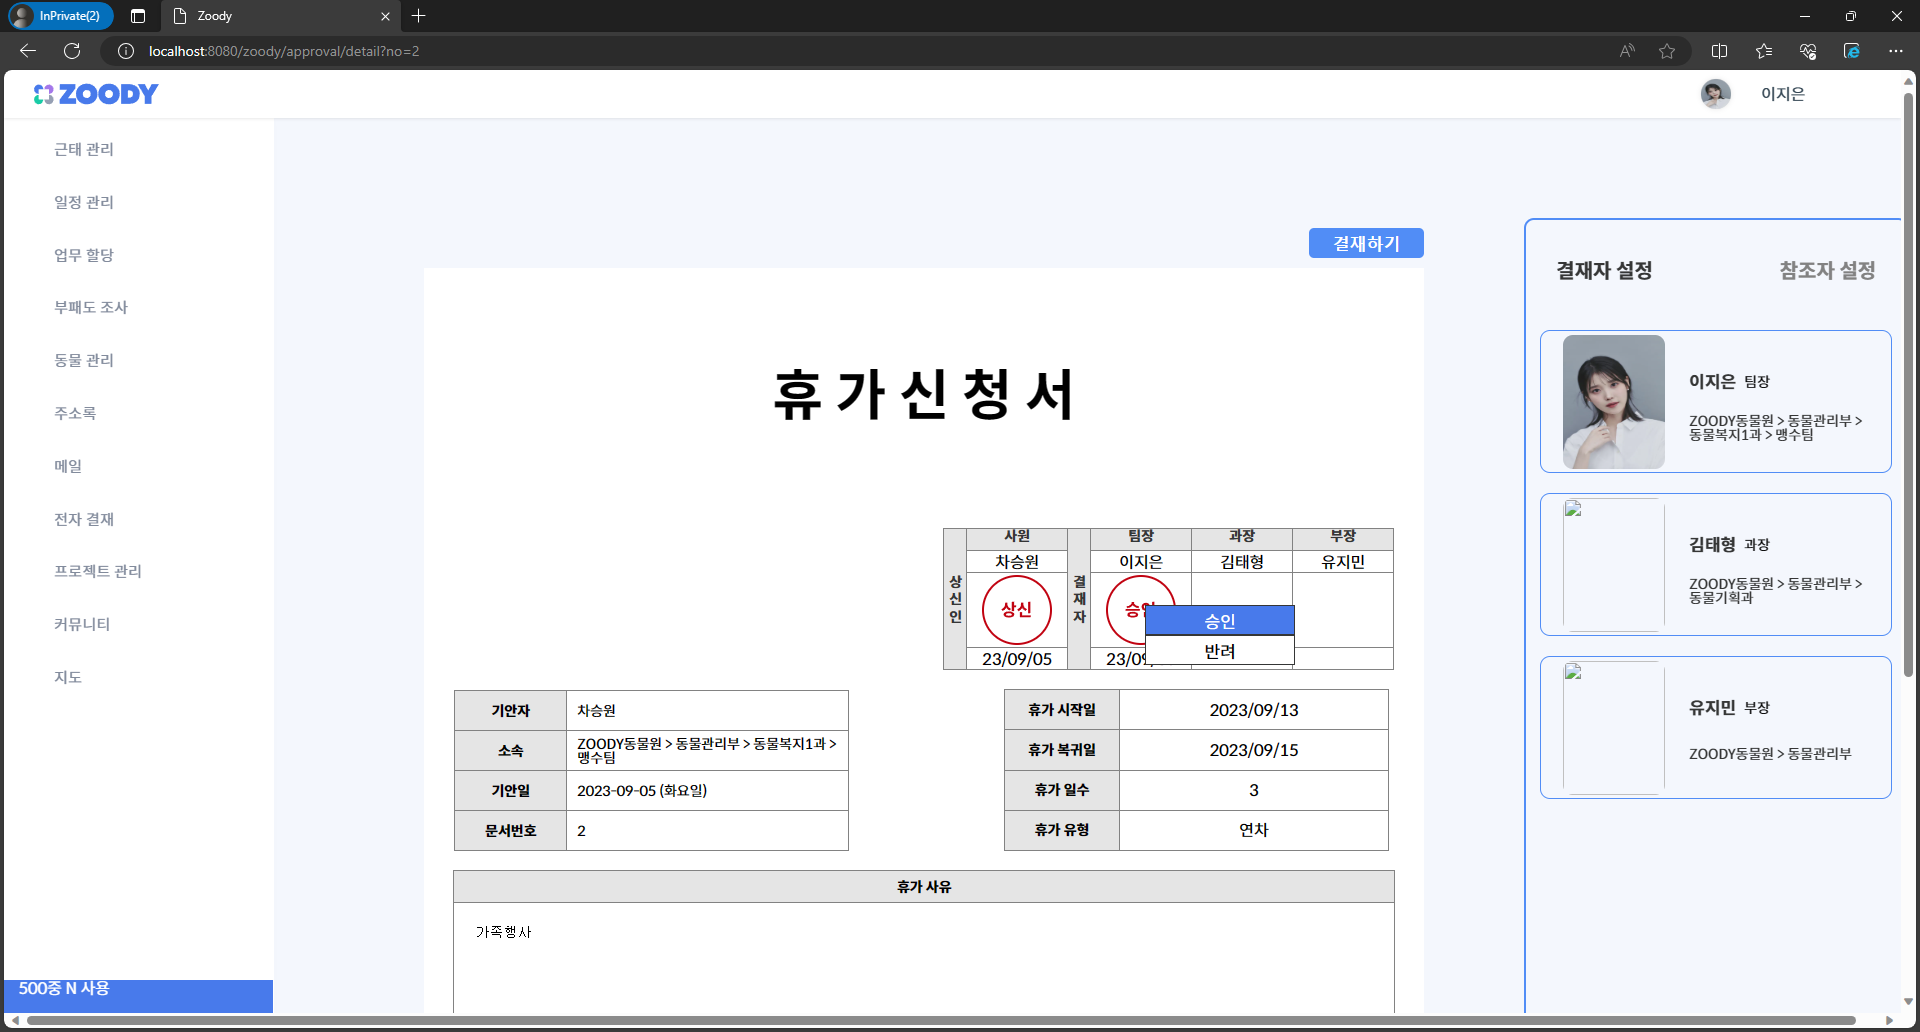 InPrivate(2)
Zoody
localhost:8080/zoody/approval/detail?no=2
ZOODY
이지은
근태 관리
일정 관리
업무 할당
부패도 조사
동물 관리
주소록
메일
전자 결재
프로젝트 관리
커뮤니티
지도
500중 N 사용
결재하기
휴가신청서
상신인
사원
차승원
상신
23/09/05
결재자
팀장
과장
부장
이지은
김태형
유지민
승인
23/09
승인
반려
기안자
차승원
소속
ZOODY동물원 > 동물관리부 > 동물복지1과 >
맹수팀
기안일
2023-09-05 (화요일)
문서번호
2
휴가 시작일
2023/09/13
휴가 복귀일
2023/09/15
휴가 일수
3
휴가 유형
연차
휴가 사유
가족행사
결재자 설정
참조자 설정
이지은 팀장
ZOODY동물원 > 동물관리부 >
동물복지1과 > 맹수팀
김태형 과장
ZOODY동물원 > 동물관리부 >
동물기획과
유지민 부장
ZOODY동물원 > 동물관리부